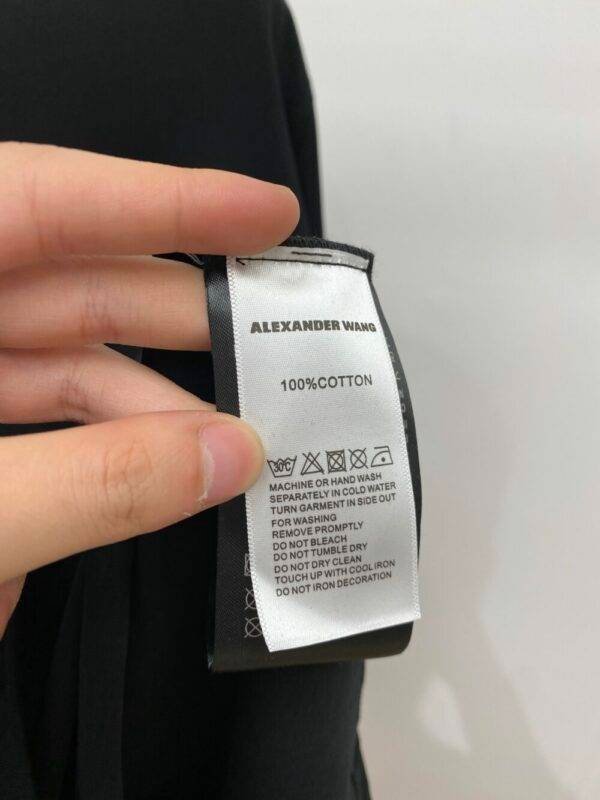 ALEXANDER WANG
100%COTTON
30°C
MACHINE OR HAND WASH
SEPARATELY IN COLD WATER
TURN GARMENT IN SIDE OUT
FOR WASHING
REMOVE PROMPTLY
DO NOT BLEACH
DO NOT TUMBLE DRY
DO NOT DRY CLEAN
TOUCH UP WITH COOL IRON
DO NOT IRON DECORATION